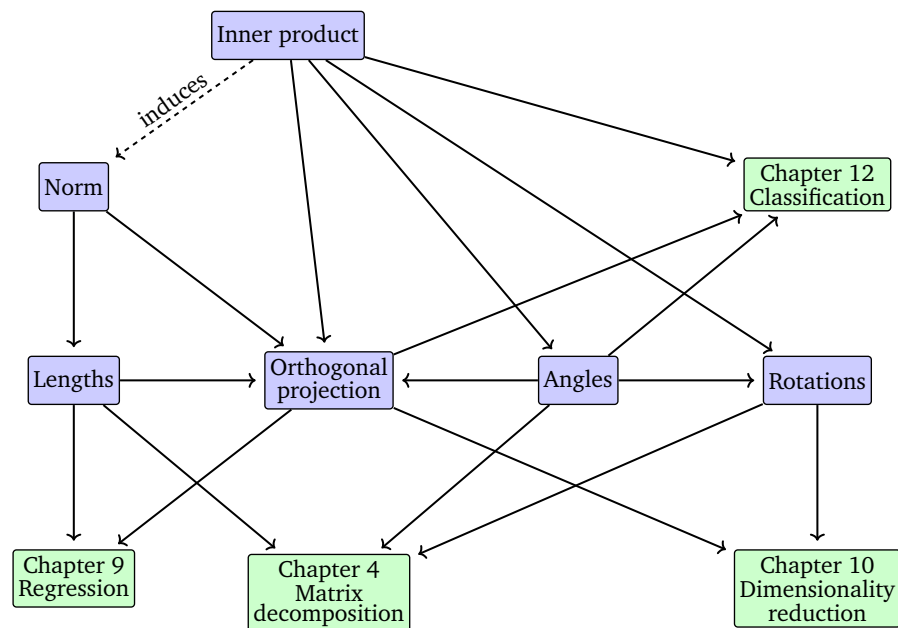 Inner product
induces
Norm
Chapter 12
Classification
Lengths
Orthogonal
projection
Angles
Rotations
Chapter 9
Regression
Chapter 4
Matrix
decomposition
Chapter 10
Dimensionality
reduction